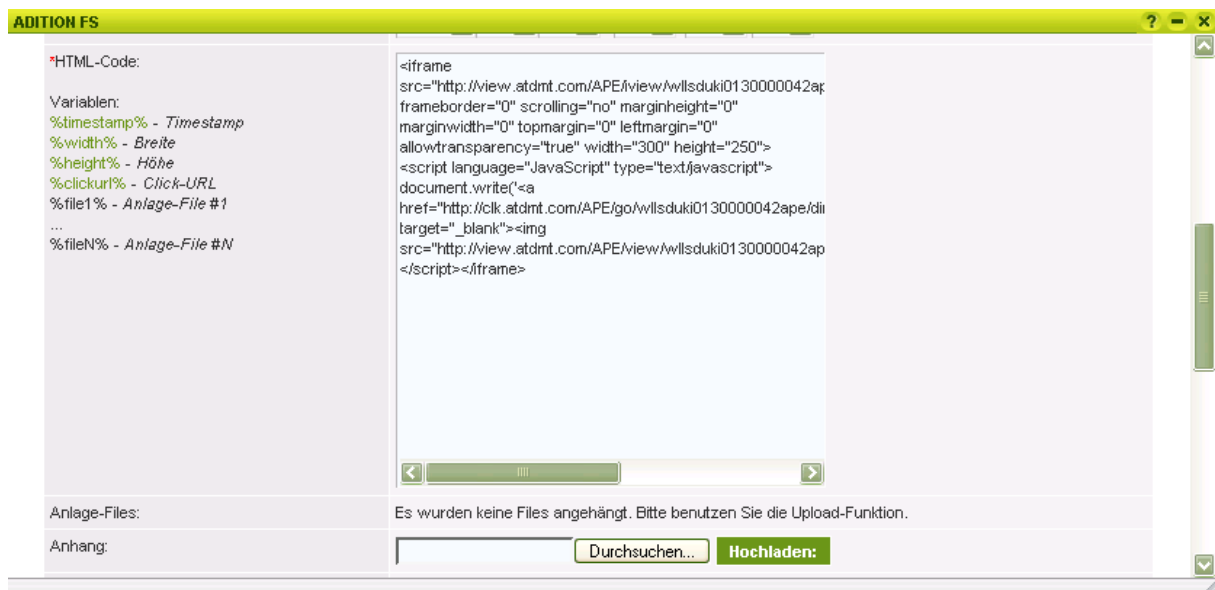 ADITION FS
? – ×
*HTML-Code:
Variablen:
%timestamp% - Timestamp
%width% - Breite
%height% - Höhe
%clickurl% - Click-URL
%file1% - Anlage-File #1
...
%fileN% - Anlage-File #N
<iframe
src="http://view.atdmt.com/APE/iview/wllsduki0130000042ap
frameborder="0" scrolling="no" marginheight="0"
marginwidth="0" topmargin="0" leftmargin="0"
allowtransparency="true" width="300" height="250">
<script language="JavaScript" type="text/javascript">
document.write('<a
href="http://clk.atdmt.com/APE/go/wllsduki0130000042ape/dir
target="_blank"><img
src="http://view.atdmt.com/APE/view/wllsduki0130000042ap
</script></iframe>
Anlage-Files:
Es wurden keine Files angehängt. Bitte benutzen Sie die Upload-Funktion.
Anhang:
Durchsuchen...
Hochladen: